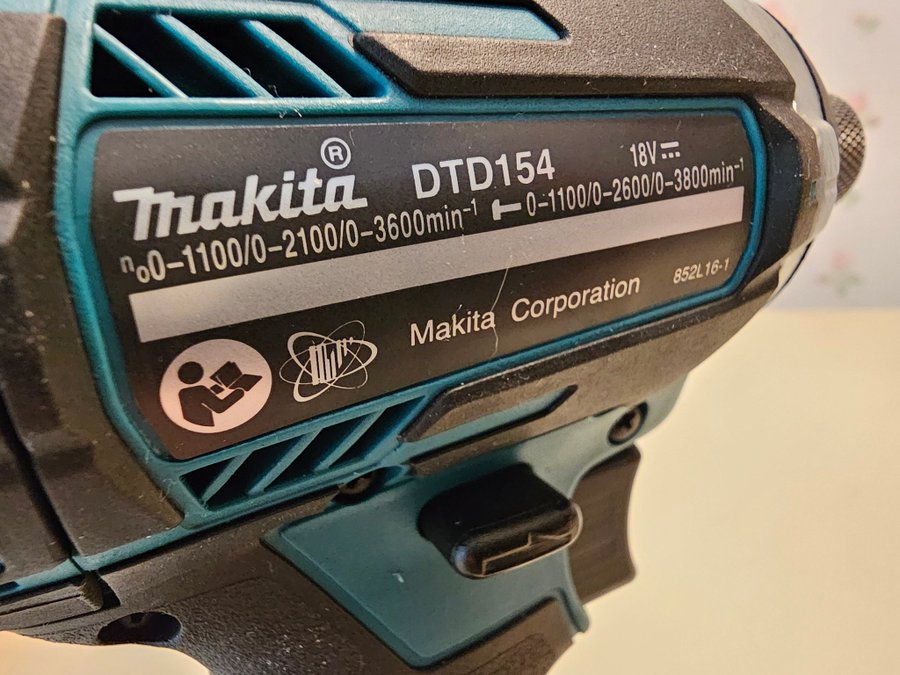 makita® DTD154 18V⎓
n₀0-1100/0-2100/0-3600min⁻¹ 0-1100/0-2600/0-3800min⁻¹
Makita Corporation 852L16-1